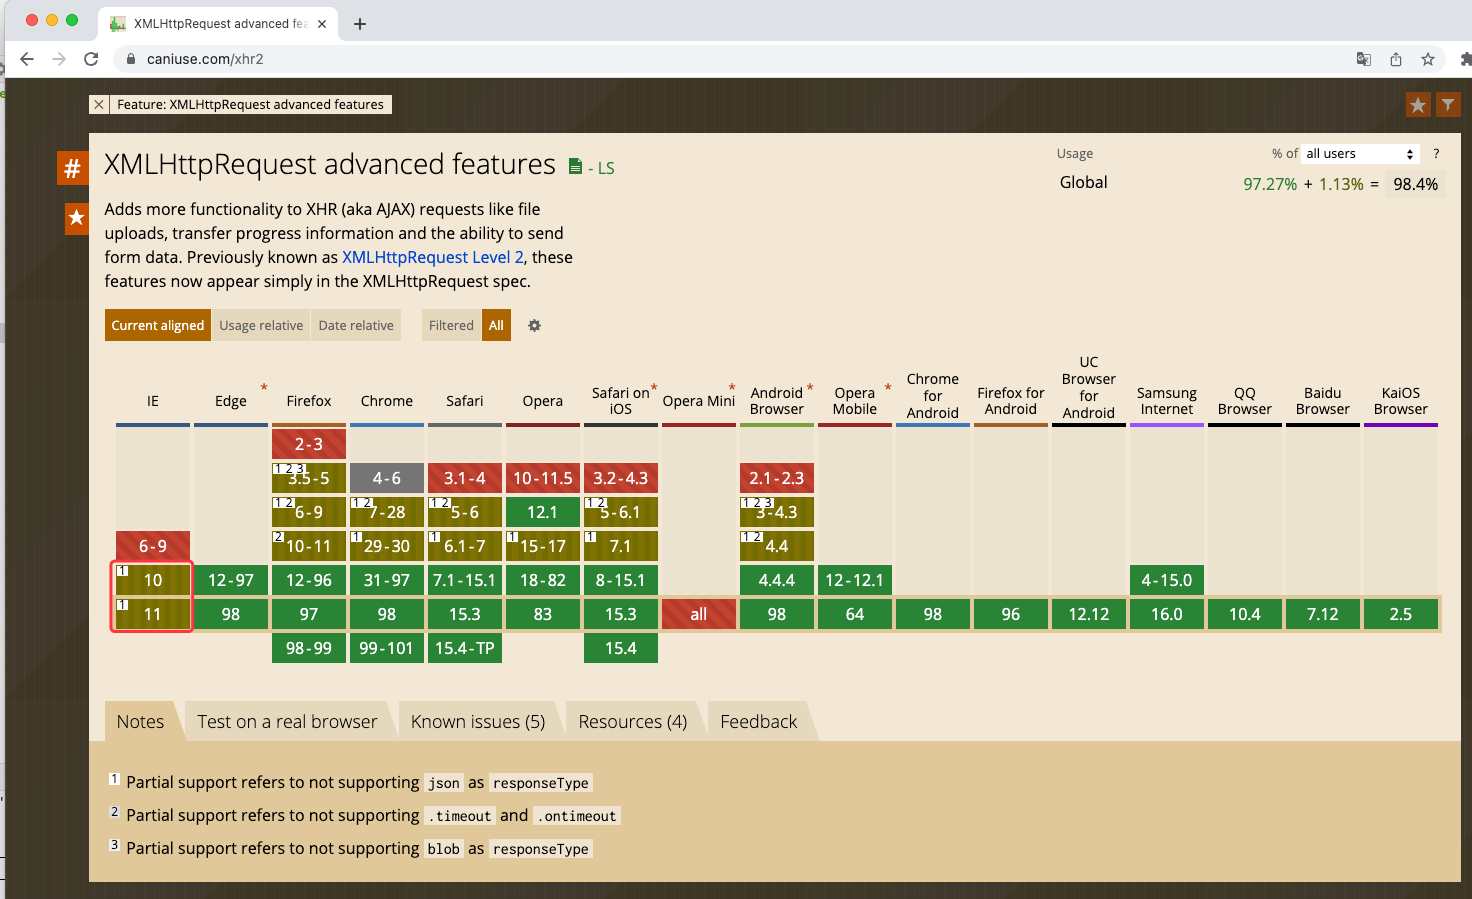 XMLHttpRequest advanced fea
caniuse.com/xhr2
Feature: XMLHttpRequest advanced features
#
XMLHttpRequest advanced features - LS
Usage % of all users ?
Global 97.27% + 1.13% = 98.4%
Adds more functionality to XHR (aka AJAX) requests like file
uploads, transfer progress information and the ability to send
form data. Previously known as XMLHttpRequest Level 2, these
features now appear simply in the XMLHttpRequest spec.
Current aligned Usage relative Date relative Filtered All
IE Edge * Firefox Chrome Safari Opera Safari on iOS * Opera Mini * Android Browser * Opera Mobile * Chrome for Android Firefox for Android UC Browser for Android Samsung Internet QQ Browser Baidu Browser KaiOS Browser
2-3
1 2 3 3.5-5 4-6 3.1-4 10-11.5 3.2-4.3 2.1-2.3
1 2 6-9 1 2 7-28 1 2 5-6 12.1 1 2 5-6.1 1 2 3 3-4.3
6-9 2 10-11 1 29-30 1 6.1-7 1 15-17 1 7.1 1 2 4.4
1 10 12-97 12-96 31-97 7.1-15.1 18-82 8-15.1 4.4.4 12-12.1 4-15.0
1 11 98 97 98 15.3 83 15.3 all 98 64 98 96 12.12 16.0 10.4 7.12 2.5
98-99 99-101 15.4-TP 15.4
Notes Test on a real browser Known issues (5) Resources (4) Feedback
1 Partial support refers to not supporting json as responseType
2 Partial support refers to not supporting .timeout and .ontimeout
3 Partial support refers to not supporting blob as responseType